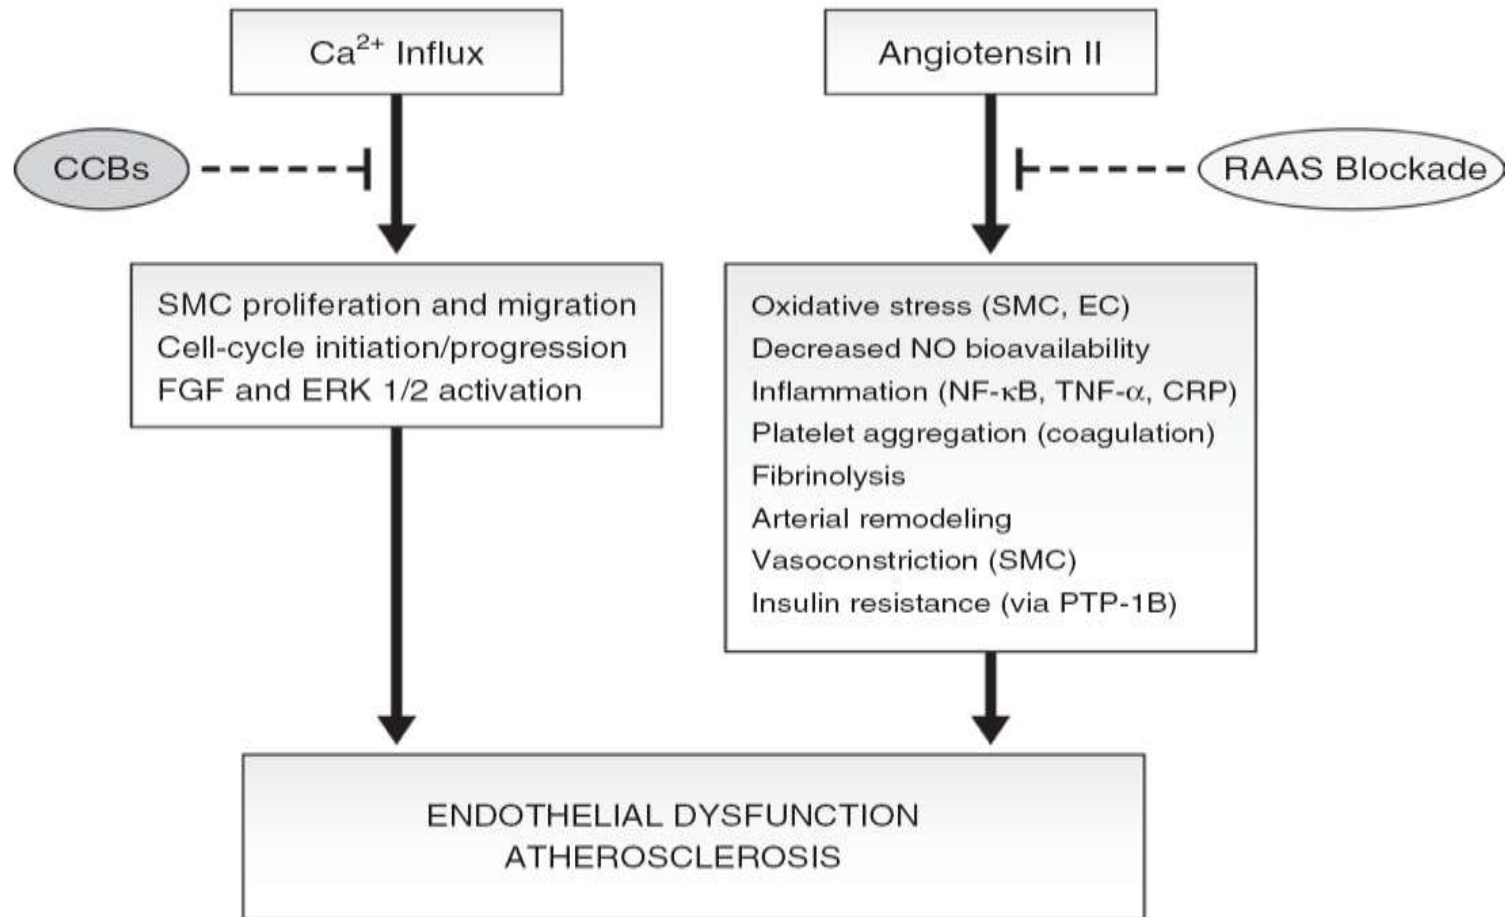 Ca²⁺ Influx
Angiotensin II
CCBs
RAAS Blockade
SMC proliferation and migration
Cell-cycle initiation/progression
FGF and ERK 1/2 activation
Oxidative stress (SMC, EC)
Decreased NO bioavailability
Inflammation (NF-κB, TNF-α, CRP)
Platelet aggregation (coagulation)
Fibrinolysis
Arterial remodeling
Vasoconstriction (SMC)
Insulin resistance (via PTP-1B)
ENDOTHELIAL DYSFUNCTION
ATHEROSCLEROSIS